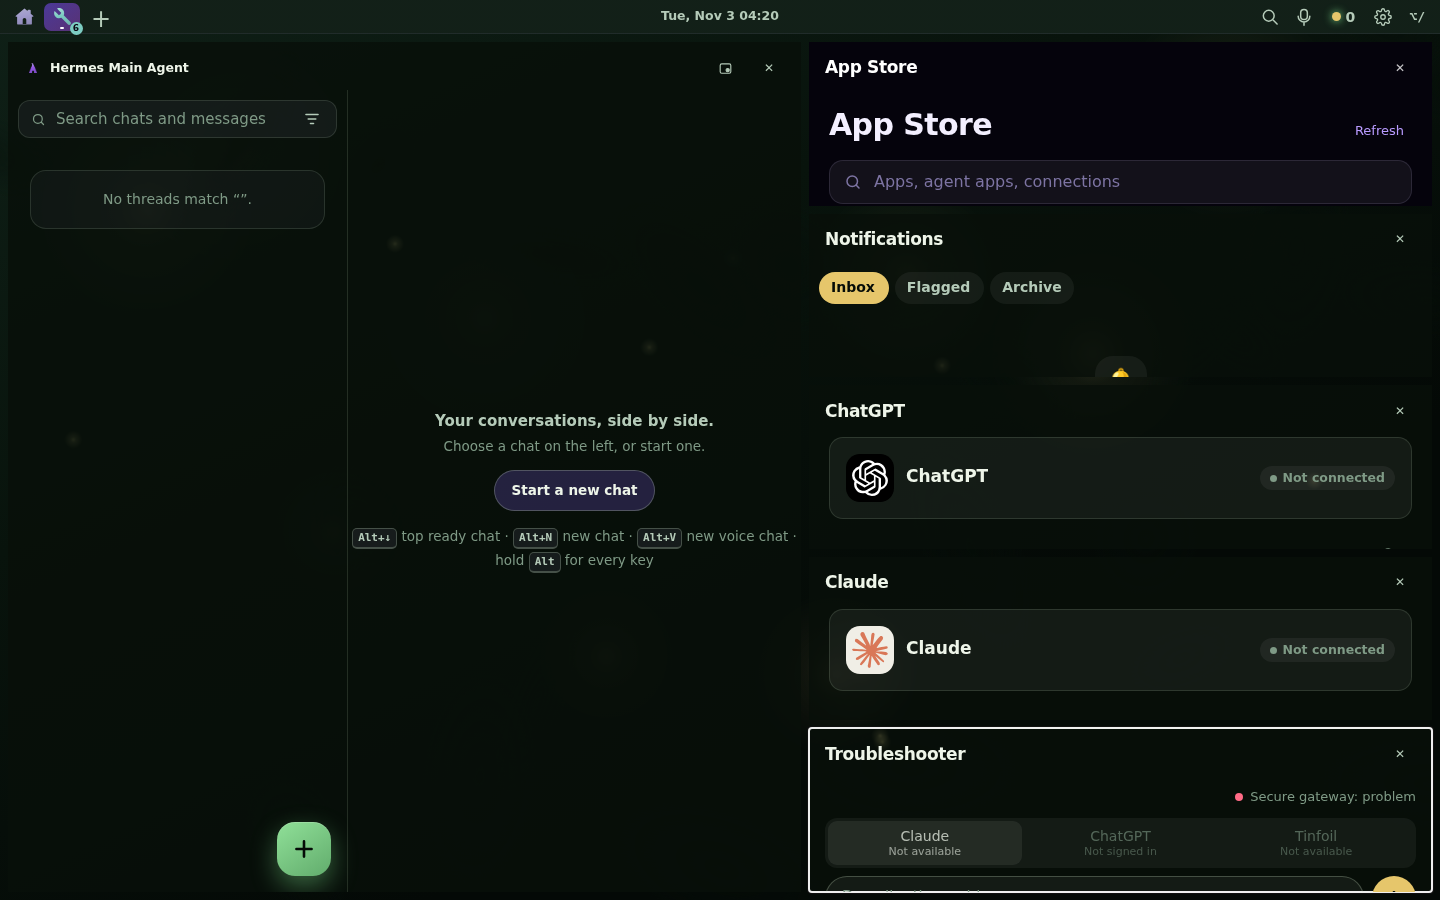 6
Tue, Nov 3 04:20
0
⌥/
Hermes Main Agent
Search chats and messages
No threads match “”.
Your conversations, side by side.
Choose a chat on the left, or start one.
Start a new chat
Alt+↓ top ready chat · Alt+N new chat · Alt+V new voice chat ·
hold Alt for every key
App Store
App Store
Refresh
Apps, agent apps, connections
Notifications
Inbox
Flagged
Archive
ChatGPT
ChatGPT
Not connected
Claude
Claude
Not connected
Troubleshooter
Secure gateway: problem
Claude
Not available
ChatGPT
Not signed in
Tinfoil
Not available